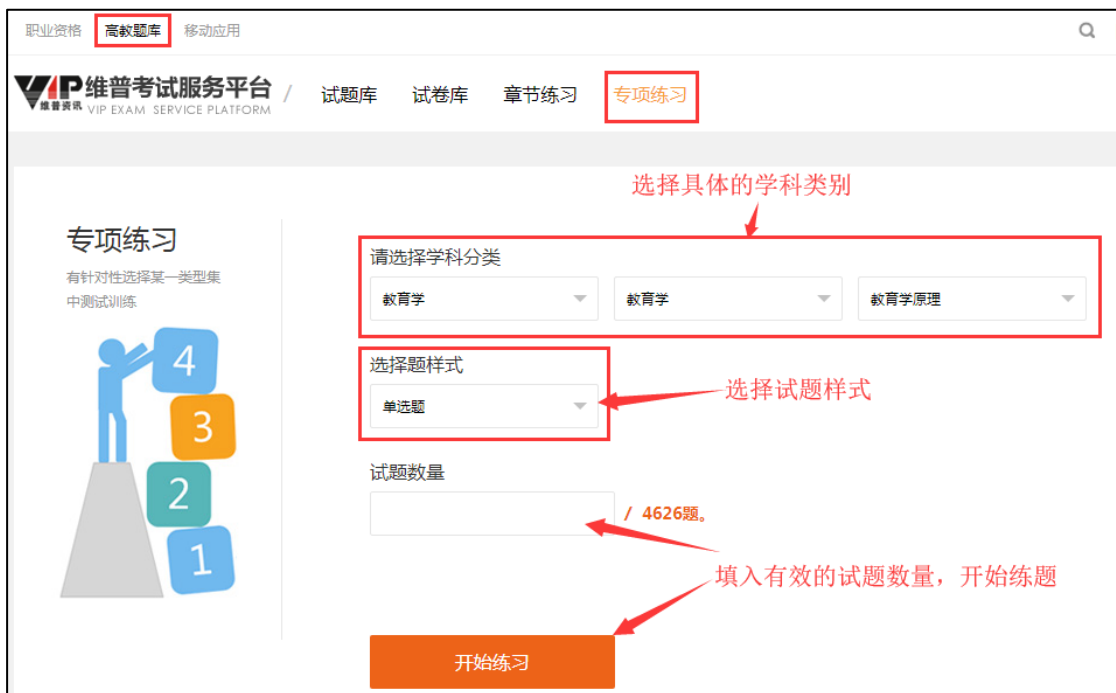 职业资格 高教题库 移动应用
VIP维普考试服务平台 / 试题库 试卷库 章节练习 专项练习
维普资讯 VIP EXAM SERVICE PLATFORM
选择具体的学科类别
专项练习
有针对性选择某一类型集
中测试训练
请选择学科分类
教育学 教育学 教育学原理
选择题样式
单选题
选择试题样式
试题数量
/ 4626题。
填入有效的试题数量，开始练题
开始练习
4
3
2
1